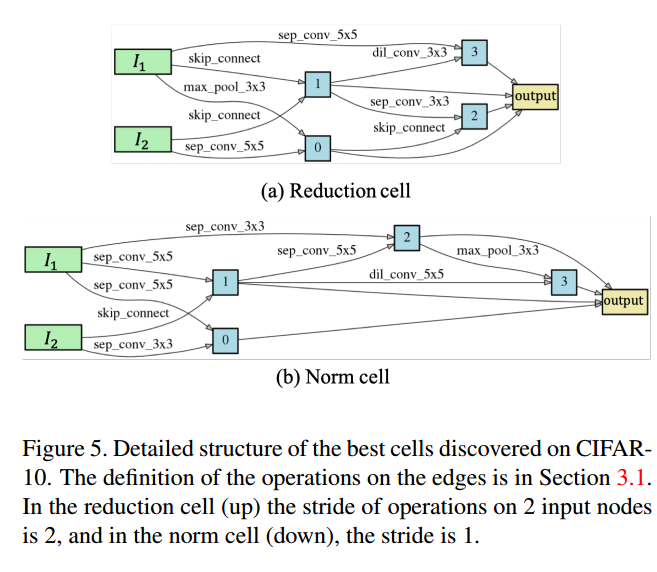 sep_conv_5x5
I₁
skip_connect
dil_conv_3x3
3
max_pool_3x3
1
output
sep_conv_3x3
skip_connect
2
skip_connect
I₂
sep_conv_5x5
0
(a) Reduction cell
sep_conv_3x3
2
I₁
sep_conv_5x5
sep_conv_5x5
max_pool_3x3
dil_conv_5x5
sep_conv_5x5
1
3
output
skip_connect
I₂
sep_conv_3x3
0
(b) Norm cell
Figure 5. Detailed structure of the best cells discovered on CIFAR-
10. The definition of the operations on the edges is in Section 3.1.
In the reduction cell (up) the stride of operations on 2 input nodes
is 2, and in the norm cell (down), the stride is 1.